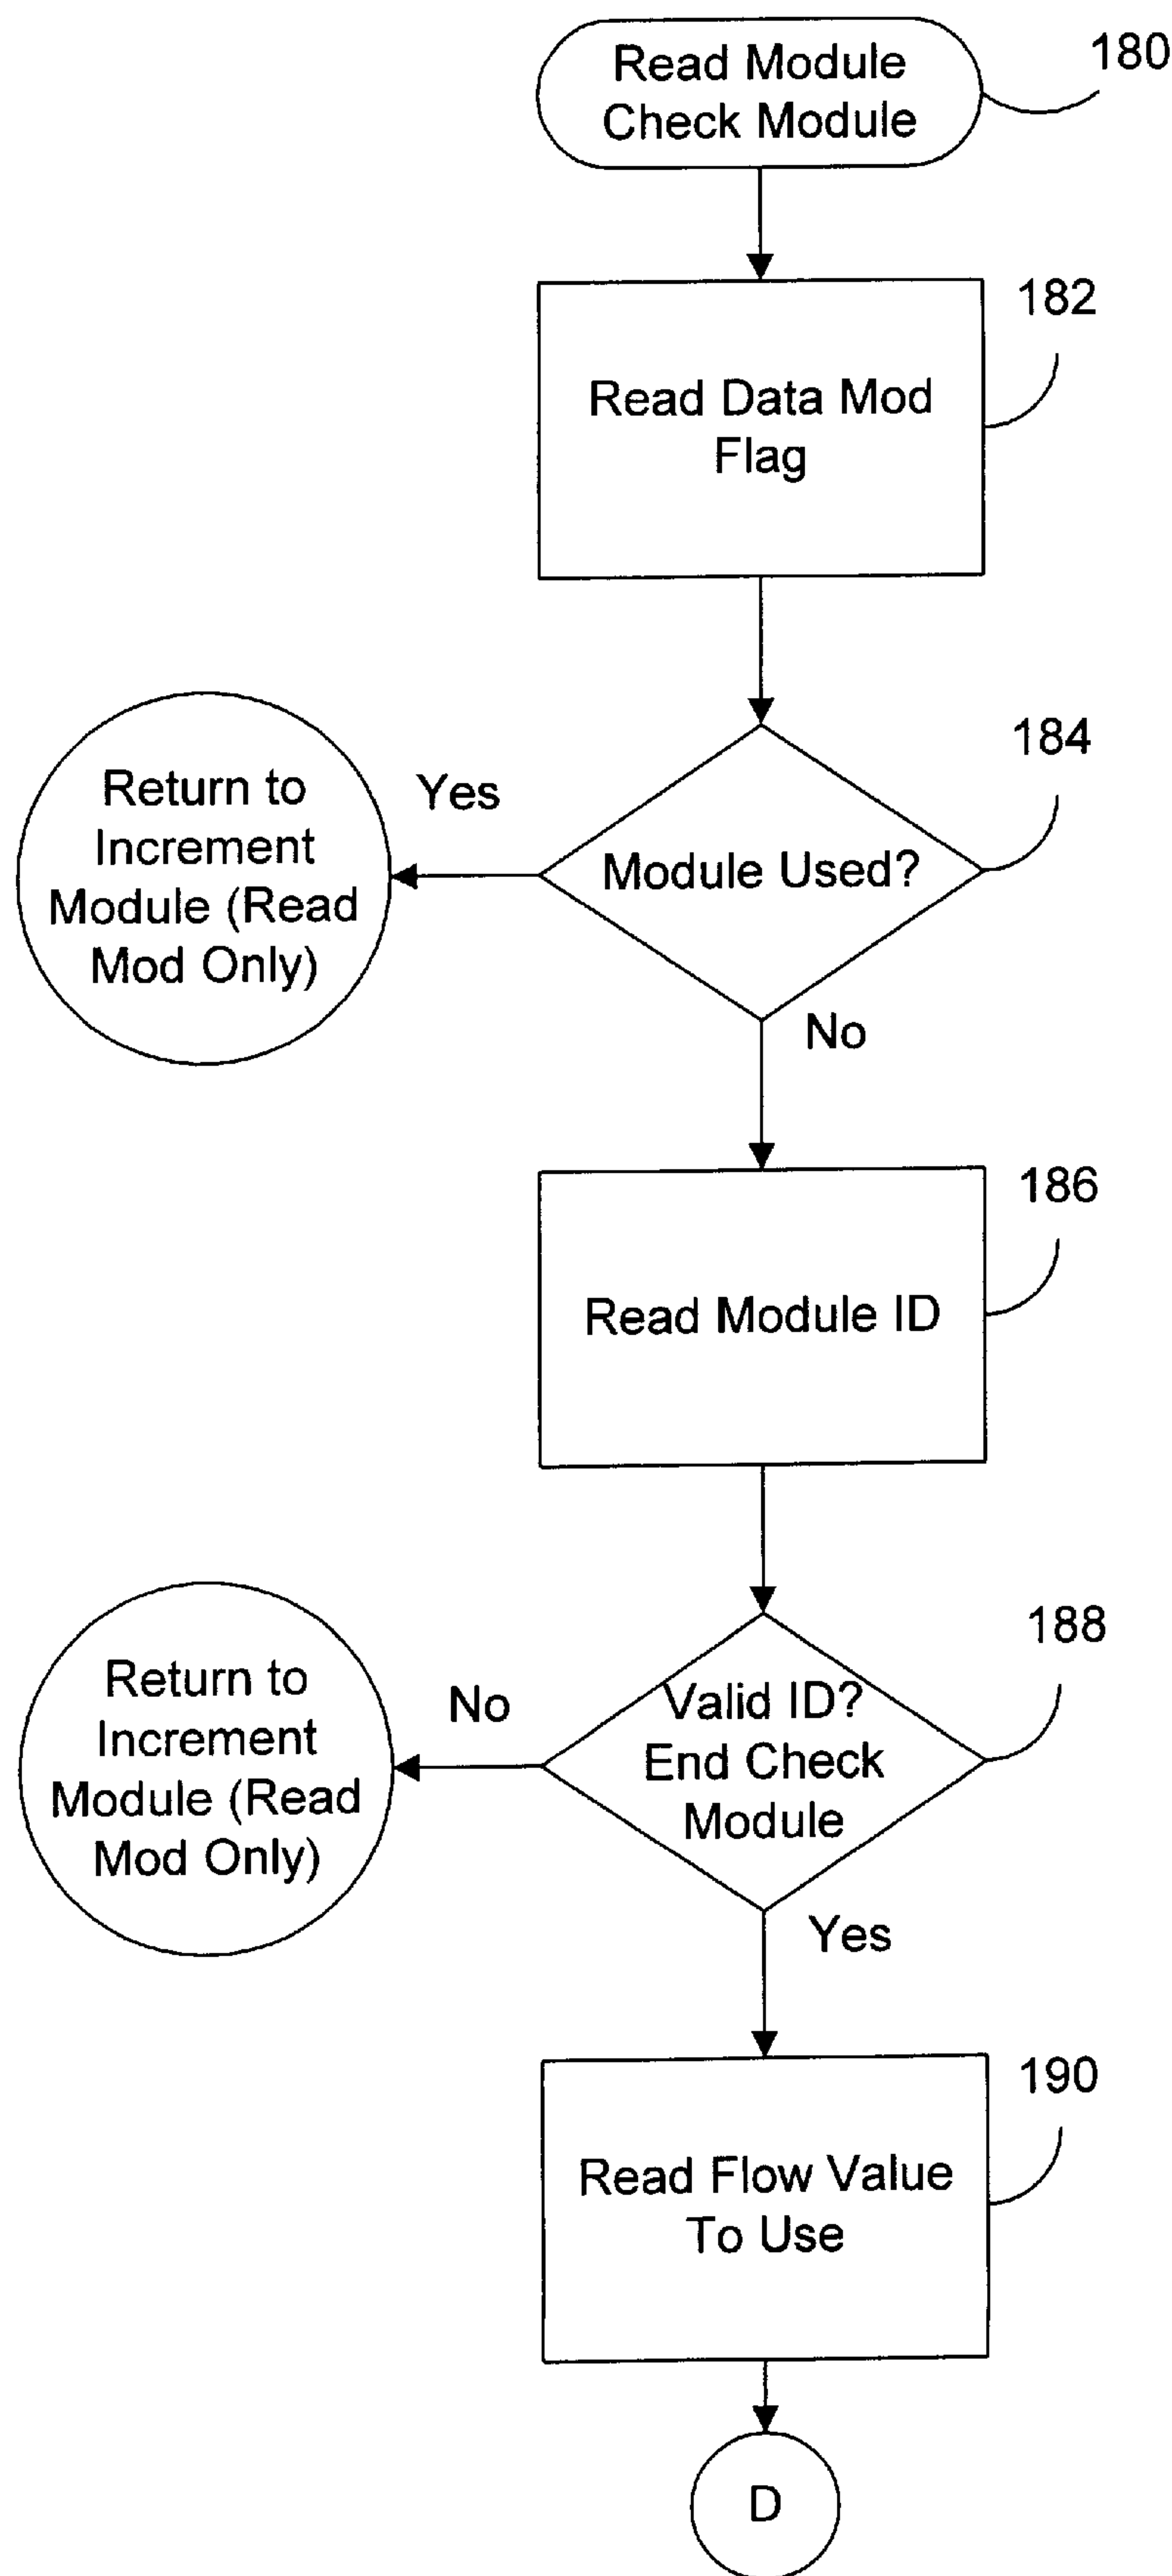 Read Module
Check Module
180
182
Read Data Mod
Flag
184
Return to
Increment
Module (Read
Mod Only)
Yes
Module Used?
No
186
Read Module ID
188
Return to
Increment
Module (Read
Mod Only)
No
Valid ID?
End Check
Module
Yes
190
Read Flow Value
To Use
D